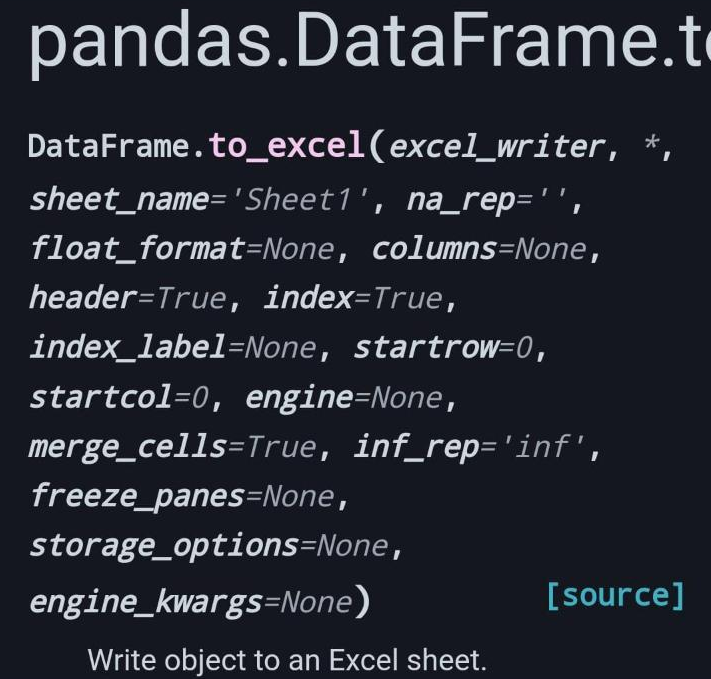 pandas.DataFrame.to
DataFrame.to_excel(excel_writer, *,
sheet_name='Sheet1', na_rep='',
float_format=None, columns=None,
header=True, index=True,
index_label=None, startrow=0,
startcol=0, engine=None,
merge_cells=True, inf_rep='inf',
freeze_panes=None,
storage_options=None,
engine_kwargs=None) [source]
Write object to an Excel sheet.